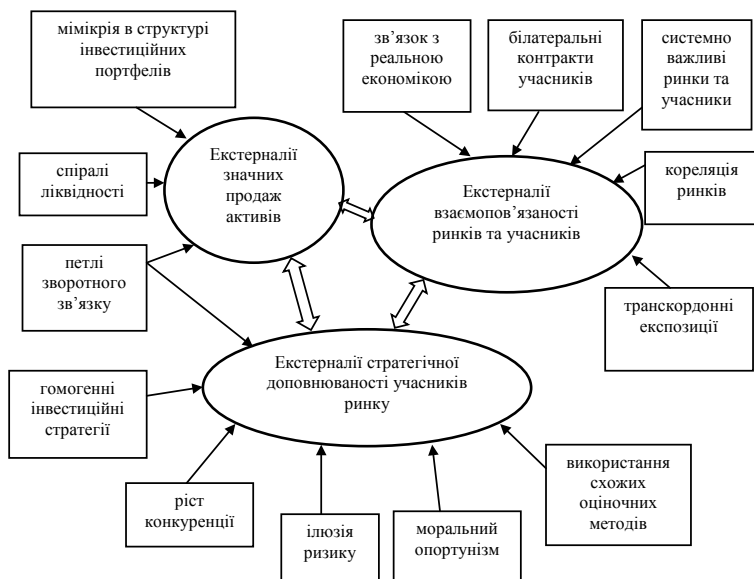 мімікрія в структурі
інвестиційних
портфелів
зв’язок з
реальною
економікою
білатеральні
контракти
учасників
системно
важливі
ринки та
учасники
спіралі
ліквідності
Екстерналії
значних
продаж
активів
Екстерналії
взаємопов’язаності
ринків та учасників
кореляція
ринків
петлі
зворотного
зв’язку
транскордонні
експозиції
Екстерналії стратегічної
доповнюваності учасників
ринку
гомогенні
інвестиційні
стратегії
ріст
конкуренції
ілюзія
ризику
моральний
опортунізм
використання
схожих
оціночних
методів